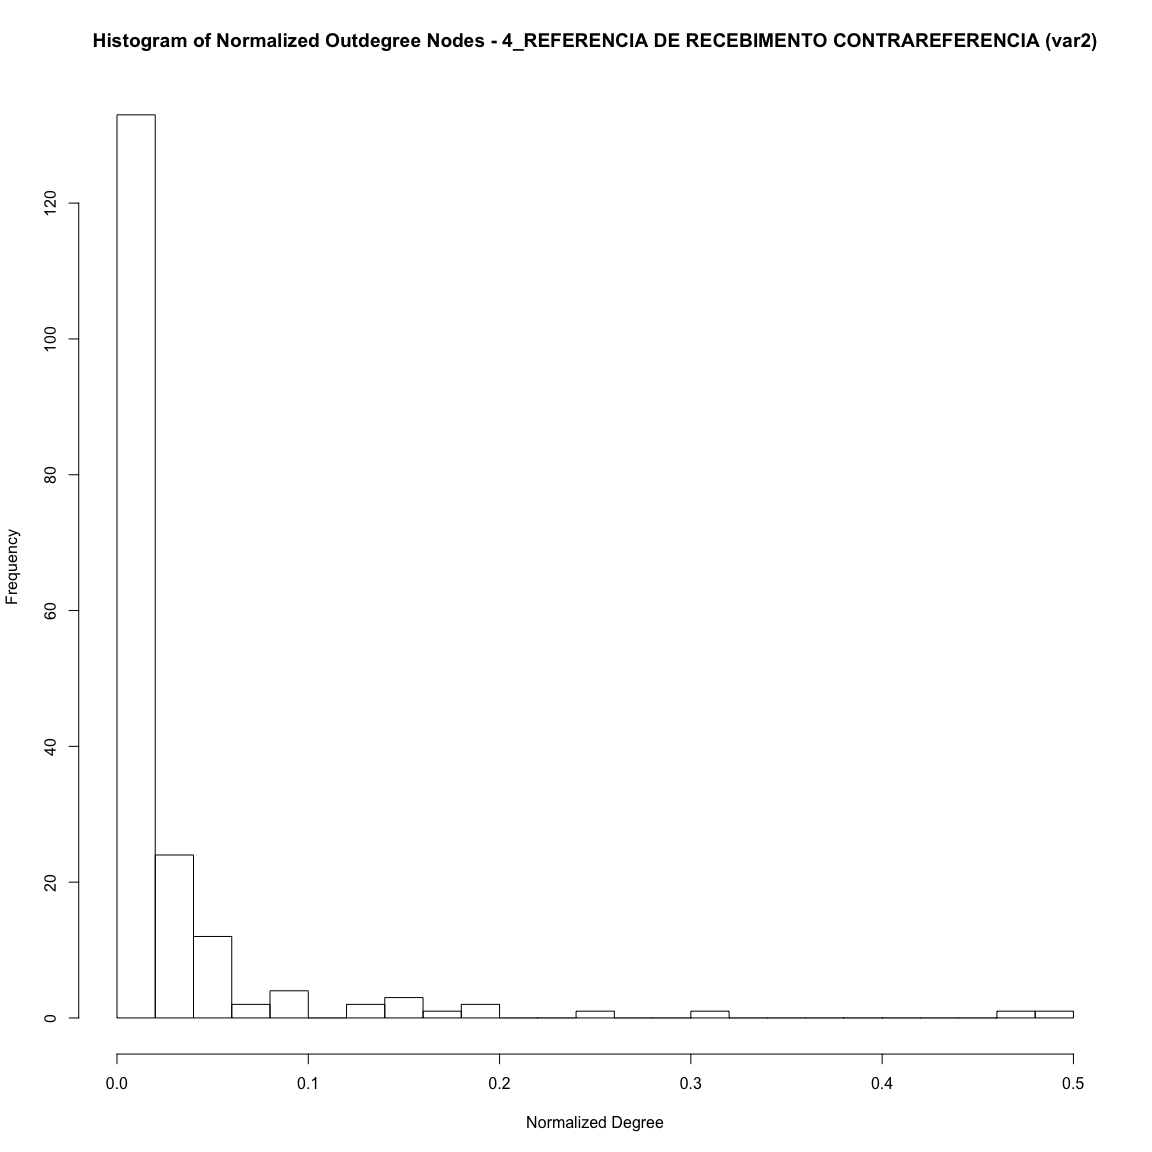 Histogram of Normalized Outdegree Nodes - 4_REFERENCIA DE RECEBIMENTO CONTRAREFERENCIA (var2)
Frequency
120
100
80
60
40
20
0
0.0 0.1 0.2 0.3 0.4 0.5
Normalized Degree